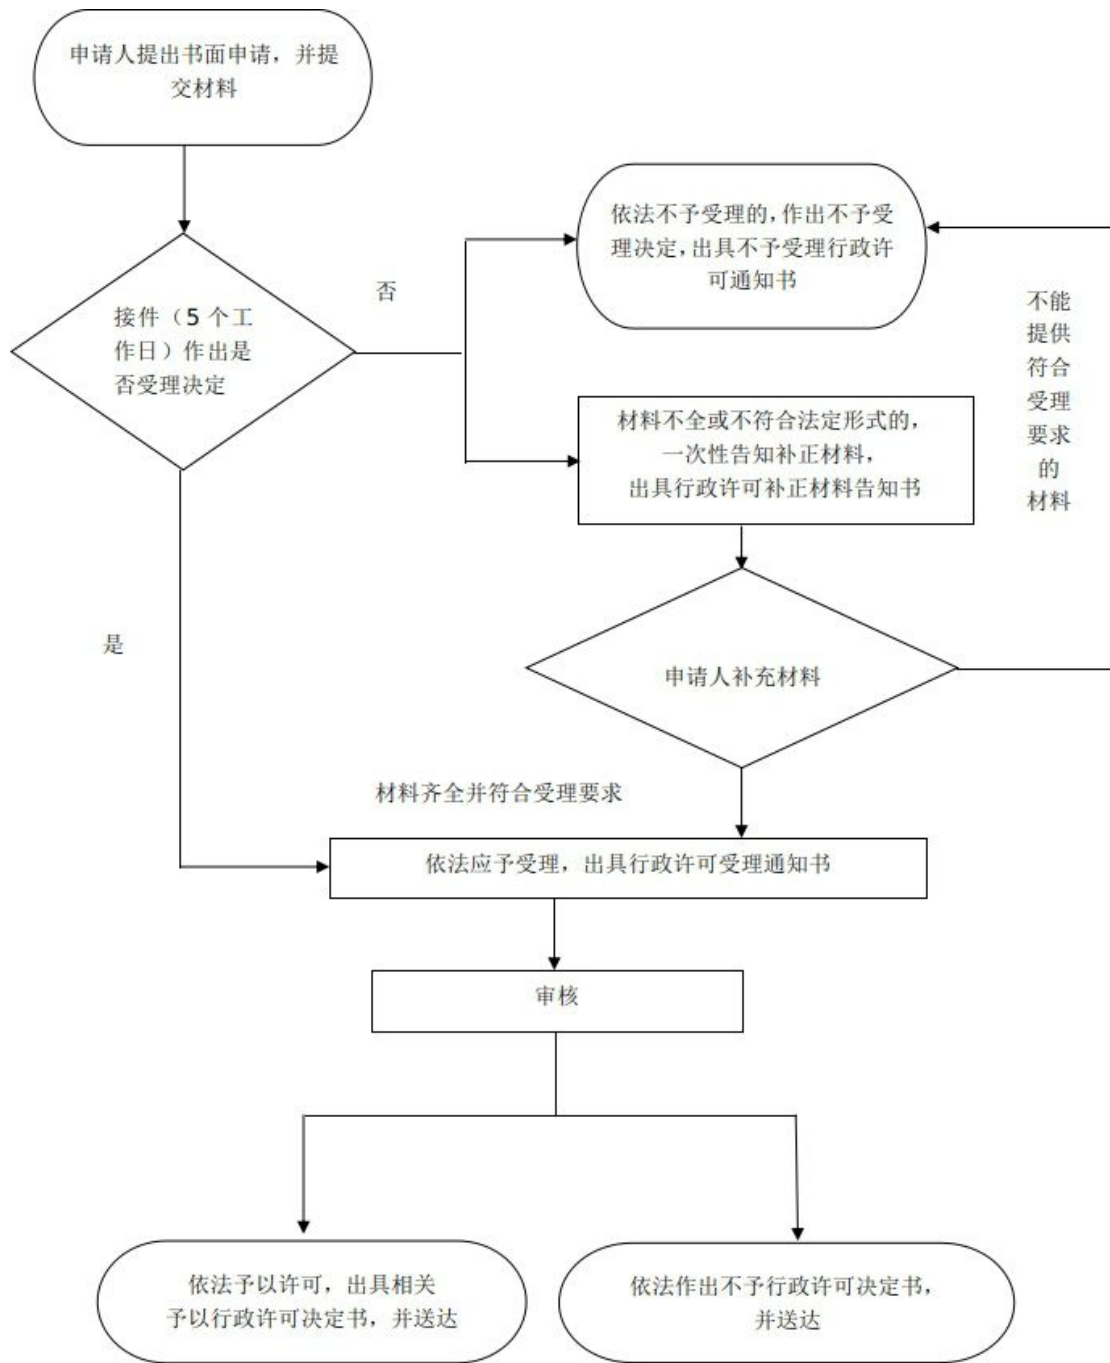 申请人提出书面申请，并提
交材料
依法不予受理的，作出不予受
理决定，出具不予受理行政许
可通知书
否
接件（5 个工
作日）作出是
否受理决定
不能
提供
符合
受理
要求
的
材料
材料不全或不符合法定形式的，
一次性告知补正材料，
出具行政许可补正材料告知书
是
申请人补充材料
材料齐全并符合受理要求
依法应予受理，出具行政许可受理通知书
审核
依法予以许可，出具相关
予以行政许可决定书，并送达
依法作出不予行政许可决定书，
并送达